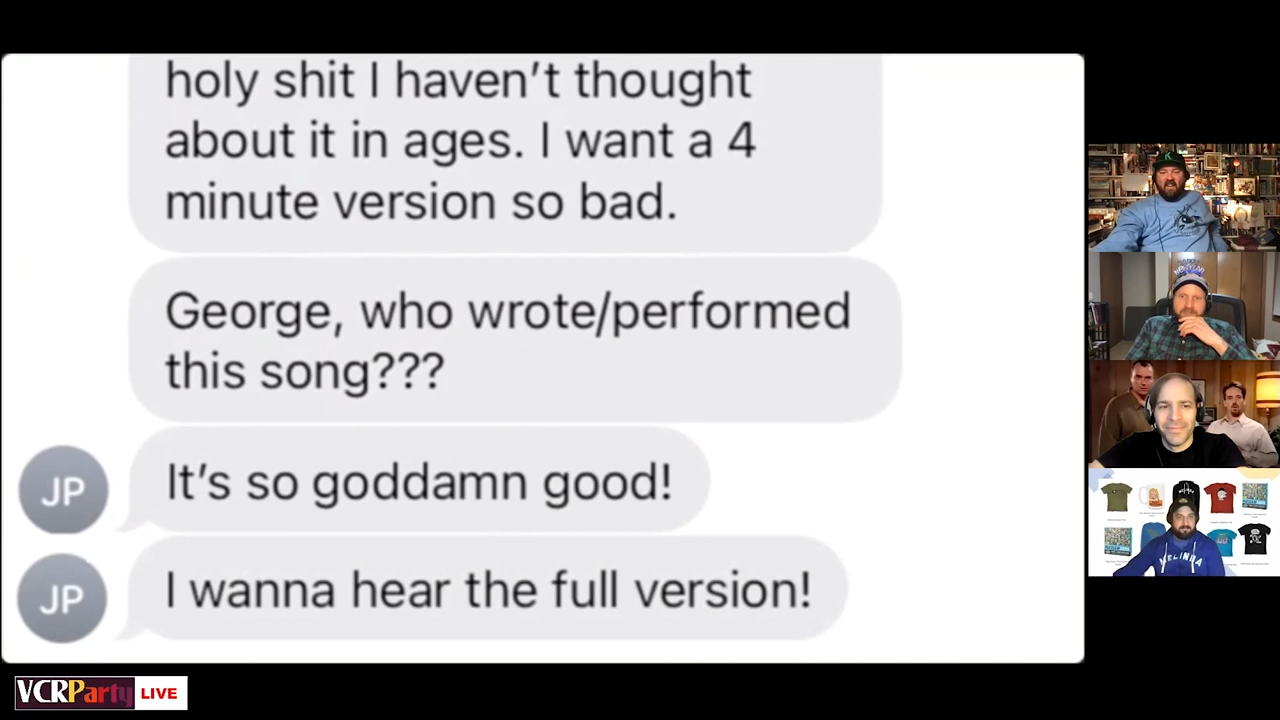 holy shit I haven't thought
about it in ages. I want a 4
minute version so bad.
George, who wrote/performed
this song???
JP
It's so goddamn good!
JP
I wanna hear the full version!
VCRParty LIVE
MELINDA